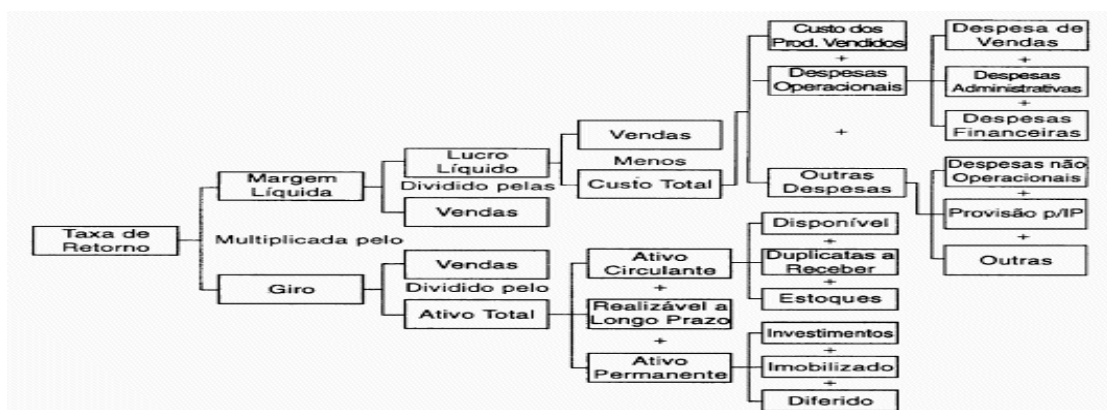 Taxa de
Retorno
Margem
Líquida
Multiplicada pelo
Giro
Lucro
Líquido
Dividido pelas
Vendas
Vendas
Dividido pelo
Ativo Total
Vendas
Menos
Custo Total
Ativo
Circulante
+
Realizável a
Longo Prazo
+
Ativo
Permanente
Custo dos
Prod. Vendidos
+
Despesas
Operacionais
+
Outras
Despesas
Disponível
+
Duplicatas a
Receber
+
Estoques
Investimentos
+
Imobilizado
+
Diferido
Despesa de
Vendas
+
Despesas
Administrativas
+
Despesas
Financeiras
Despesas não
Operacionais
+
Provisão p/IP
+
Outras